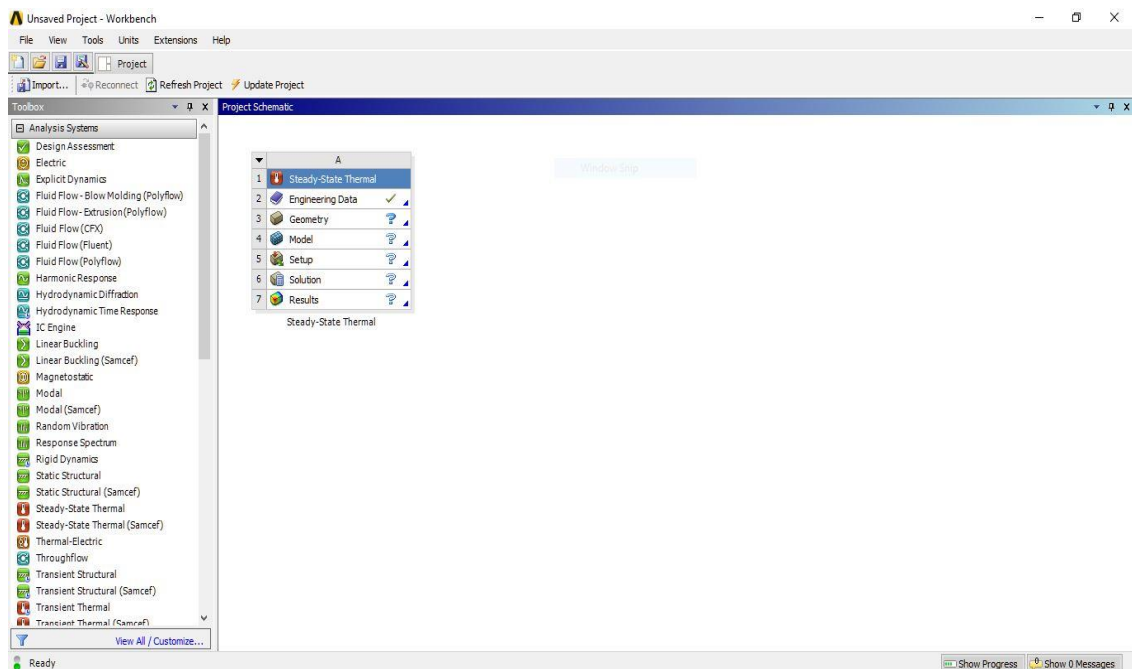 Unsaved Project - Workbench
File View Tools Units Extensions Help
Project
Import... Reconnect Refresh Project Update Project
Toolbox
Project Schematic
Analysis Systems
Design Assessment
Electric
Explicit Dynamics
Fluid Flow - Blow Molding (Polyflow)
Fluid Flow - Extrusion (Polyflow)
Fluid Flow (CFX)
Fluid Flow (Fluent)
Fluid Flow (Polyflow)
Harmonic Response
Hydrodynamic Diffraction
Hydrodynamic Time Response
IC Engine
Linear Buckling
Linear Buckling (Samcef)
Magnetostatic
Modal
Modal (Samcef)
Random Vibration
Response Spectrum
Rigid Dynamics
Static Structural
Static Structural (Samcef)
Steady-State Thermal
Steady-State Thermal (Samcef)
Thermal-Electric
Throughflow
Transient Structural
Transient Structural (Samcef)
Transient Thermal
Transient Thermal (Samcef)
View All / Customize...
A
1 Steady-State Thermal
2 Engineering Data
3 Geometry
4 Model
5 Setup
6 Solution
7 Results
Steady-State Thermal
Window Snip
Ready
Show Progress
Show 0 Messages